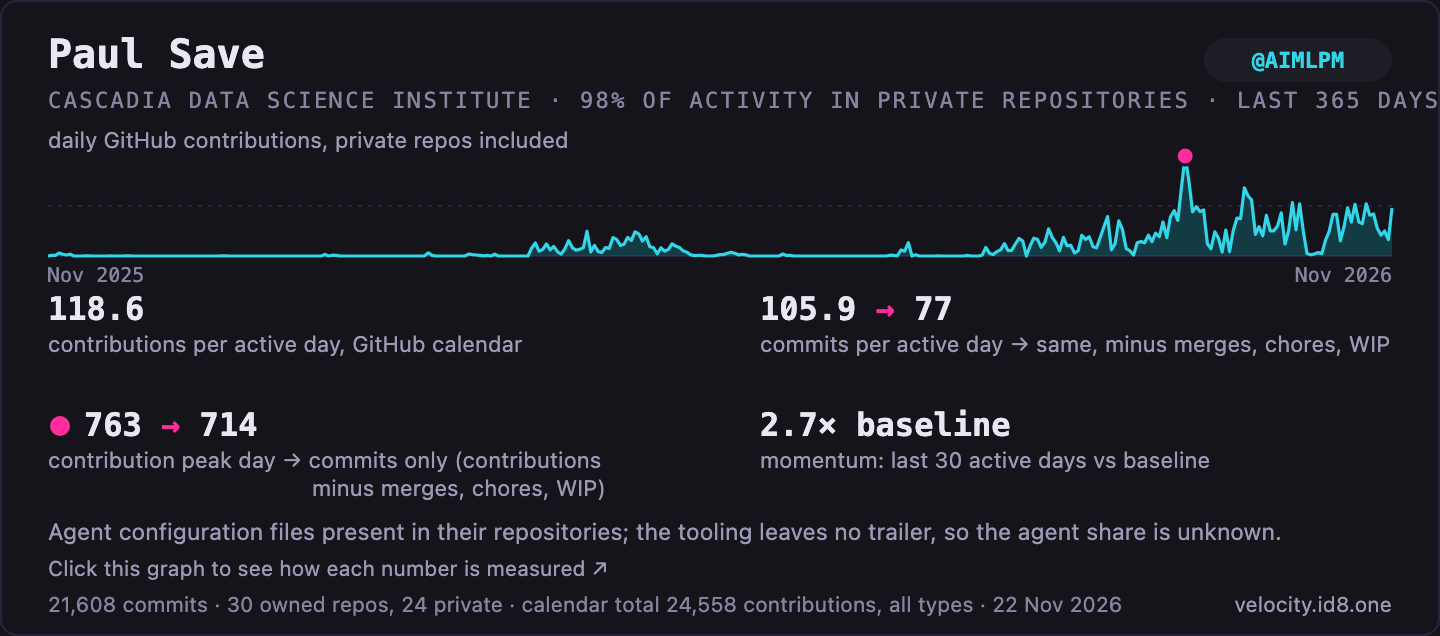 Paul Save
@AIMLPM
CASCADIA DATA SCIENCE INSTITUTE · 98% OF ACTIVITY IN PRIVATE REPOSITORIES · LAST 365 DAYS
daily GitHub contributions, private repos included
Nov 2025
Nov 2026
118.6
contributions per active day, GitHub calendar
105.9 → 77
commits per active day → same, minus merges, chores, WIP
763 → 714
contribution peak day → commits only (contributions
minus merges, chores, WIP)
2.7× baseline
momentum: last 30 active days vs baseline
Agent configuration files present in their repositories; the tooling leaves no trailer, so the agent share is unknown.
Click this graph to see how each number is measured ↗
21,608 commits · 30 owned repos, 24 private · calendar total 24,558 contributions, all types · 22 Nov 2026
velocity.id8.one